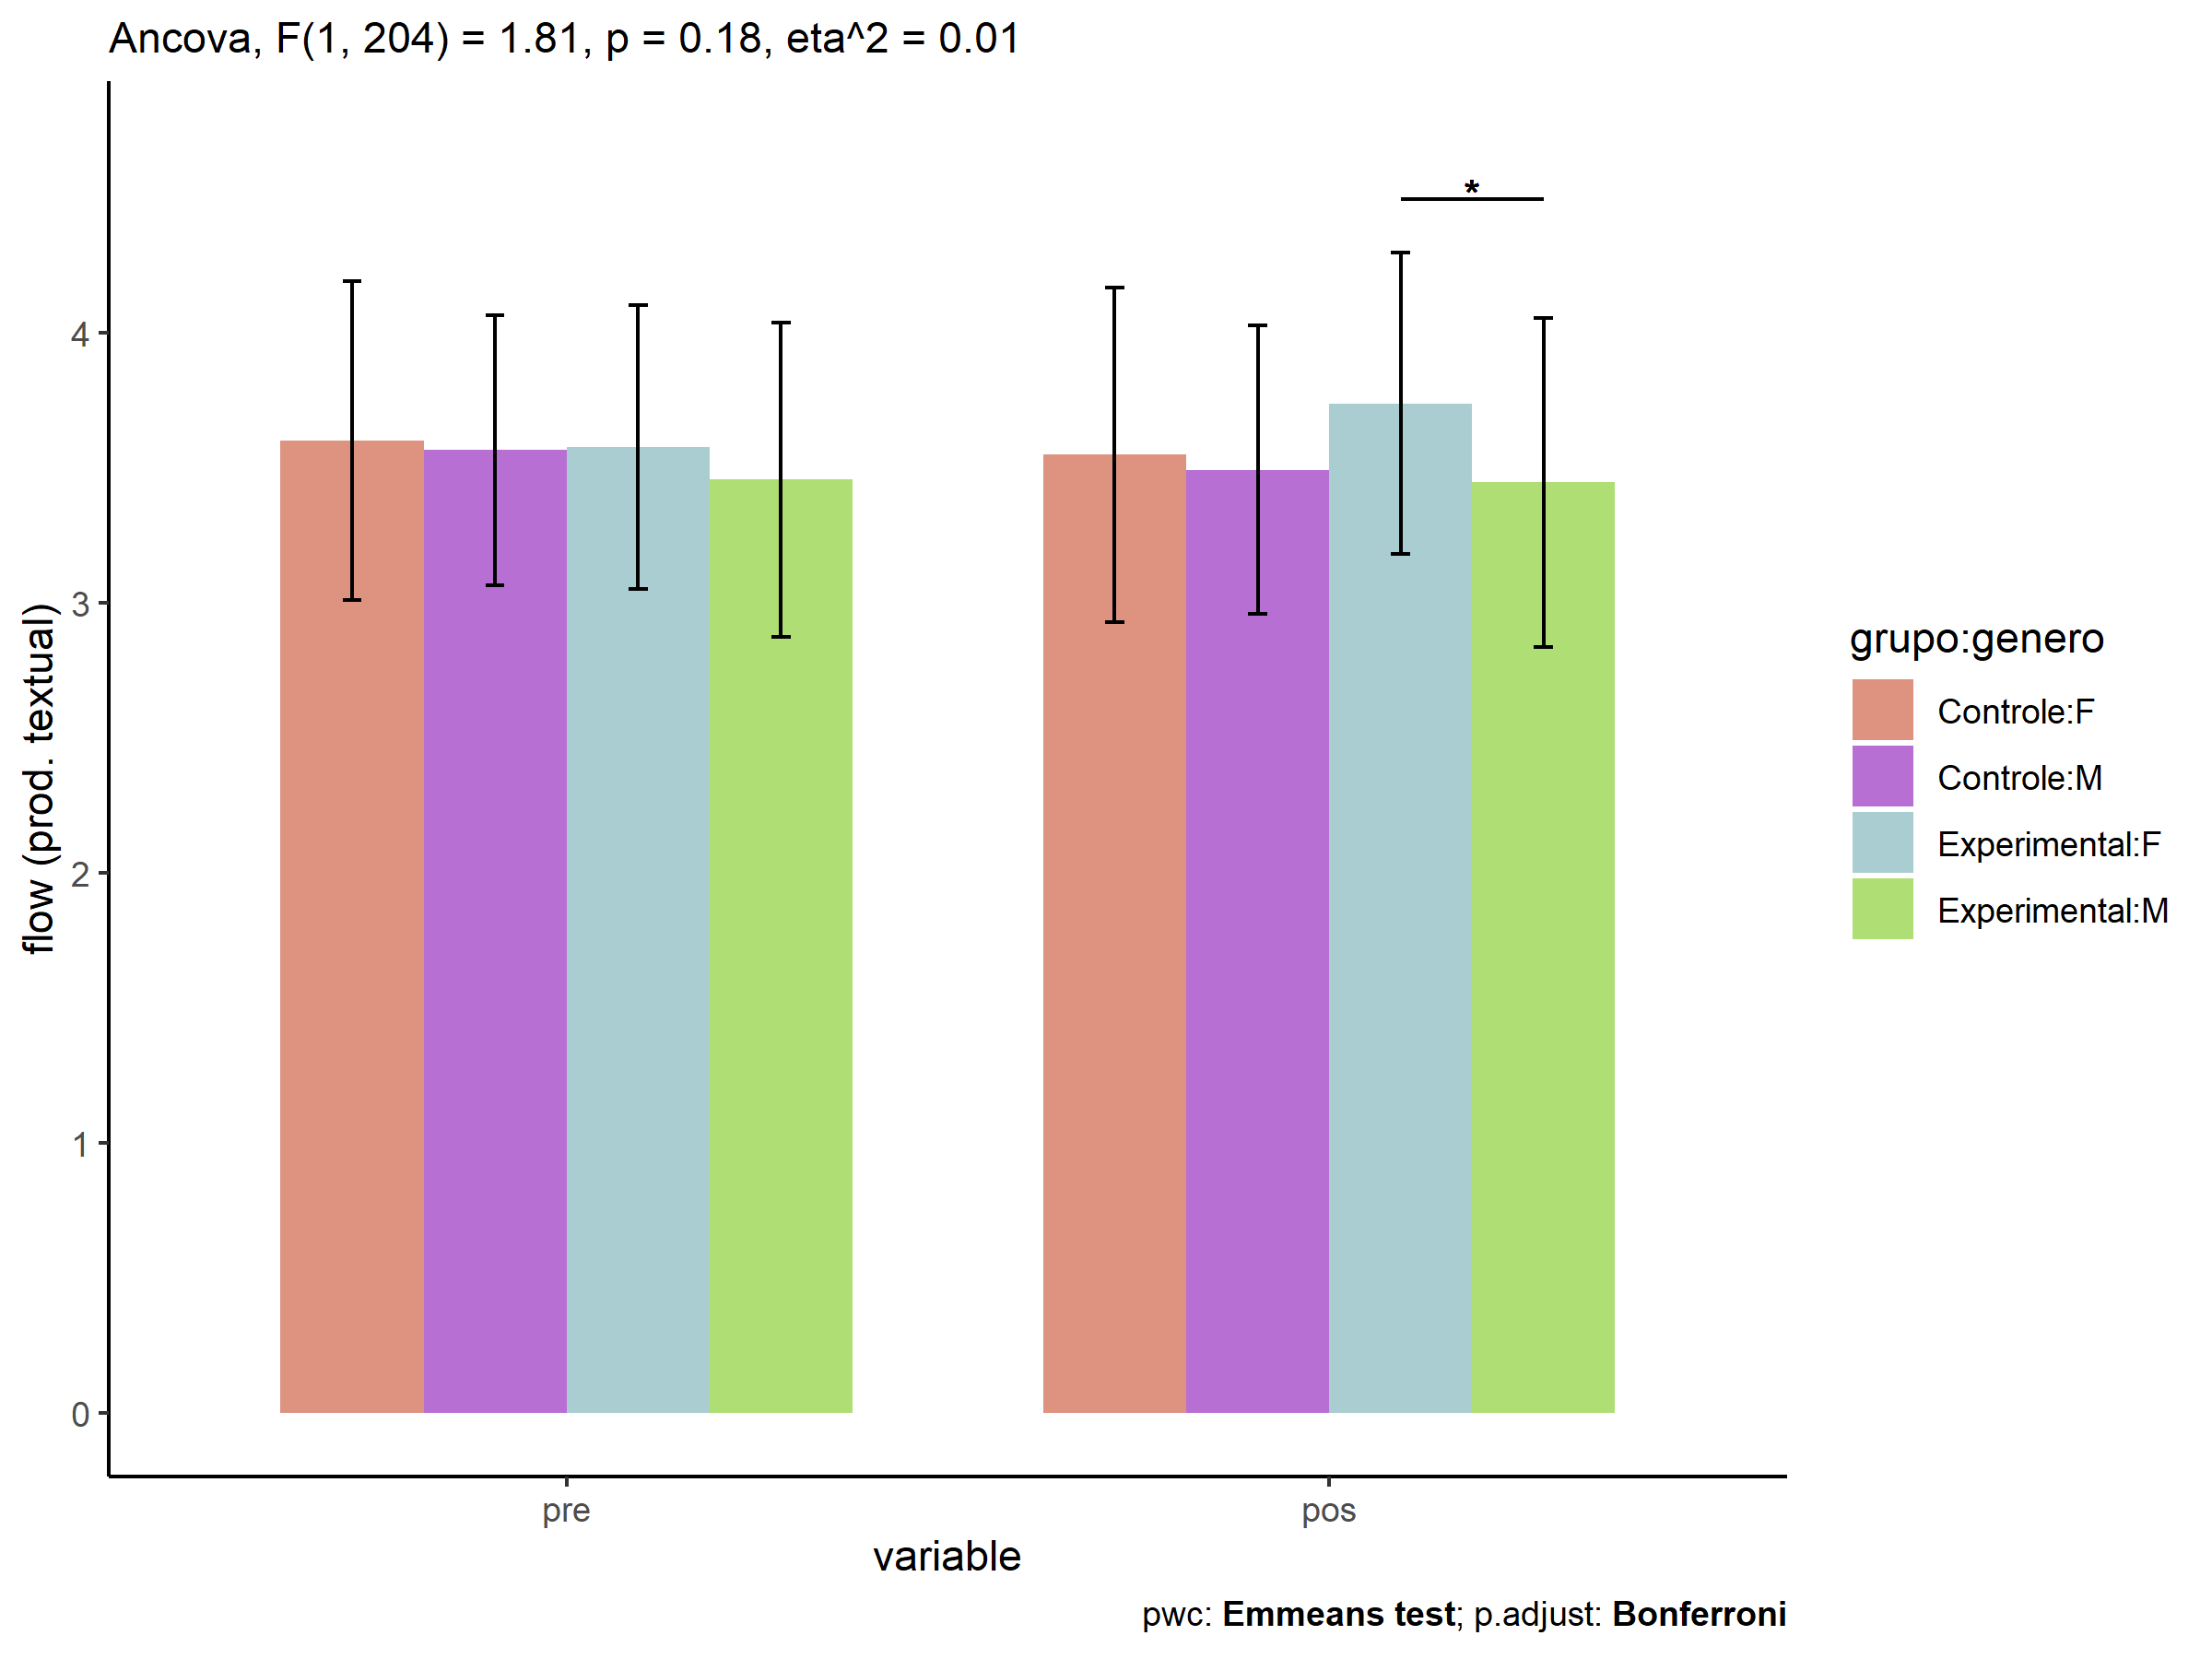 Ancova, F(1, 204) = 1.81, p = 0.18, eta^2 = 0.01
*
flow (prod. textual)
4
3
2
1
0
pre
pos
variable
grupo:genero
Controle:F
Controle:M
Experimental:F
Experimental:M
pwc: Emmeans test; p.adjust: Bonferroni